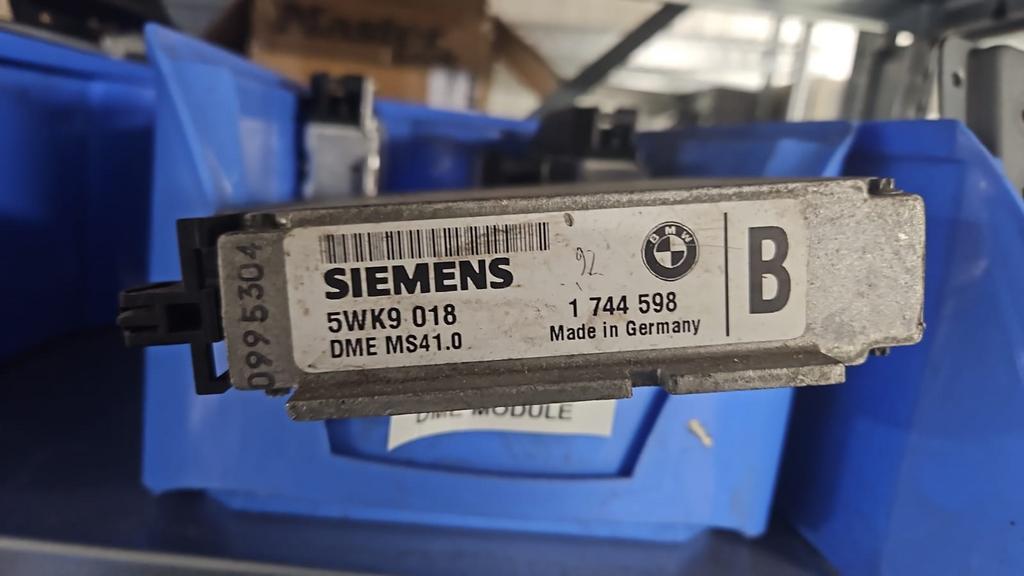 0995304
SIEMENS
5WK9 018
DME MS41.0
92
BMW
1 744 598
Made in Germany
B
DME MODULE